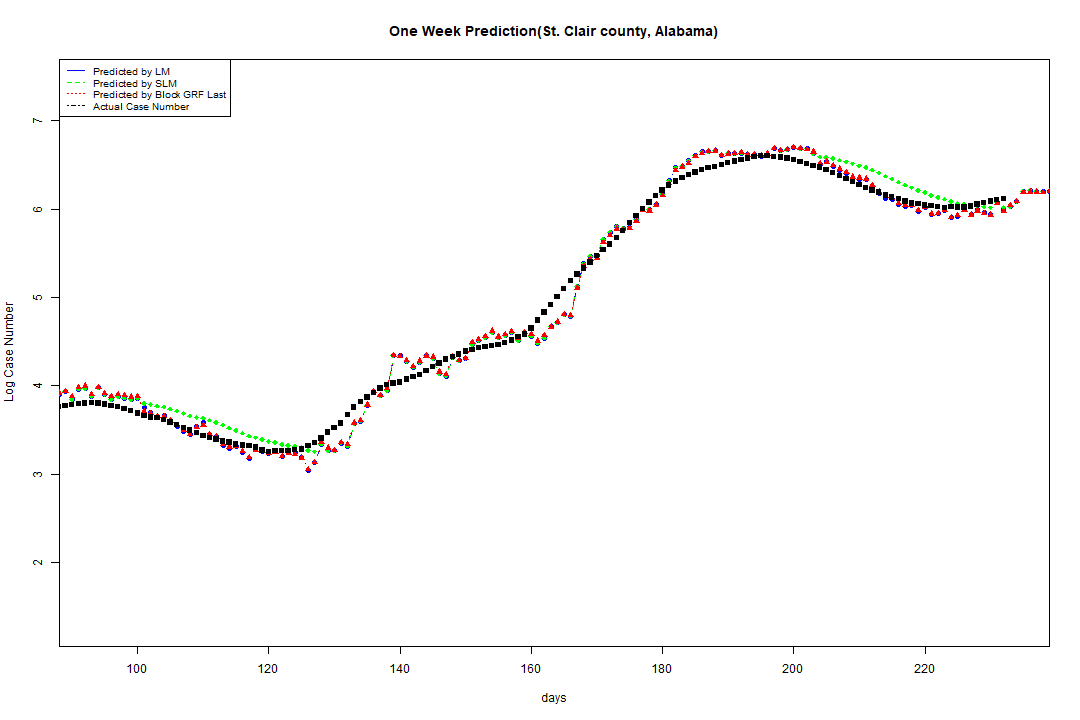 One Week Prediction(St. Clair county, Alabama)
Predicted by LM
Predicted by SLM
Predicted by Block GRF Last
Actual Case Number
7
6
5
4
3
2
Log Case Number
100 120 140 160 180 200 220
days